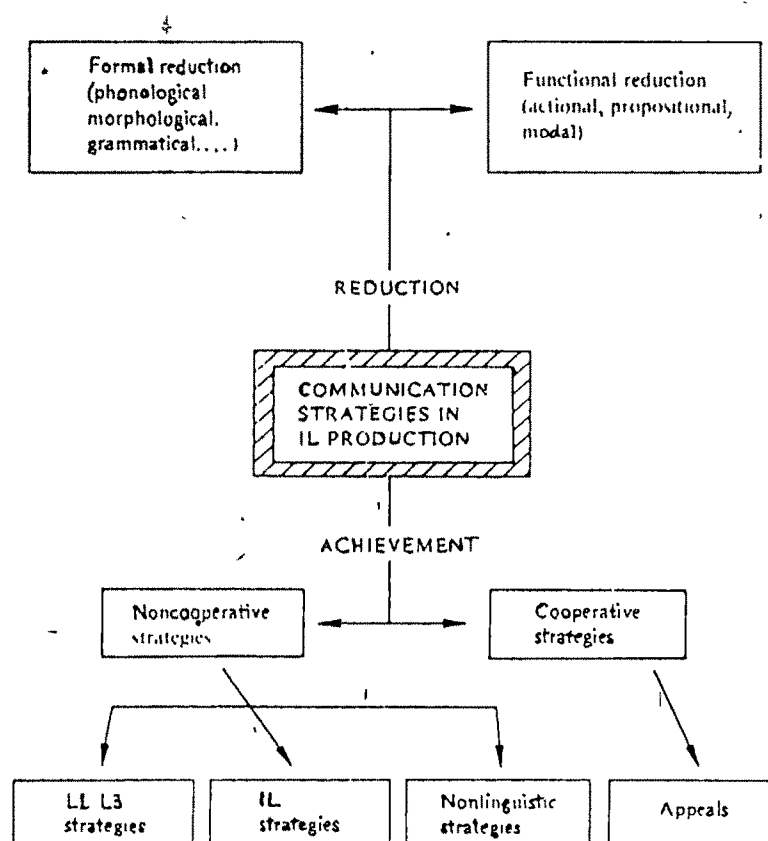 Formal reduction
(phonological
morphological.
grammatical....)
Functional reduction
(actional, propositional,
modal)
REDUCTION
COMMUNICATION
STRATEGIES IN
IL PRODUCTION
ACHIEVEMENT
Noncooperative
strategies
Cooperative
strategies
L1 L3
strategies
IL
strategies
Nonlinguistic
strategies
Appeals